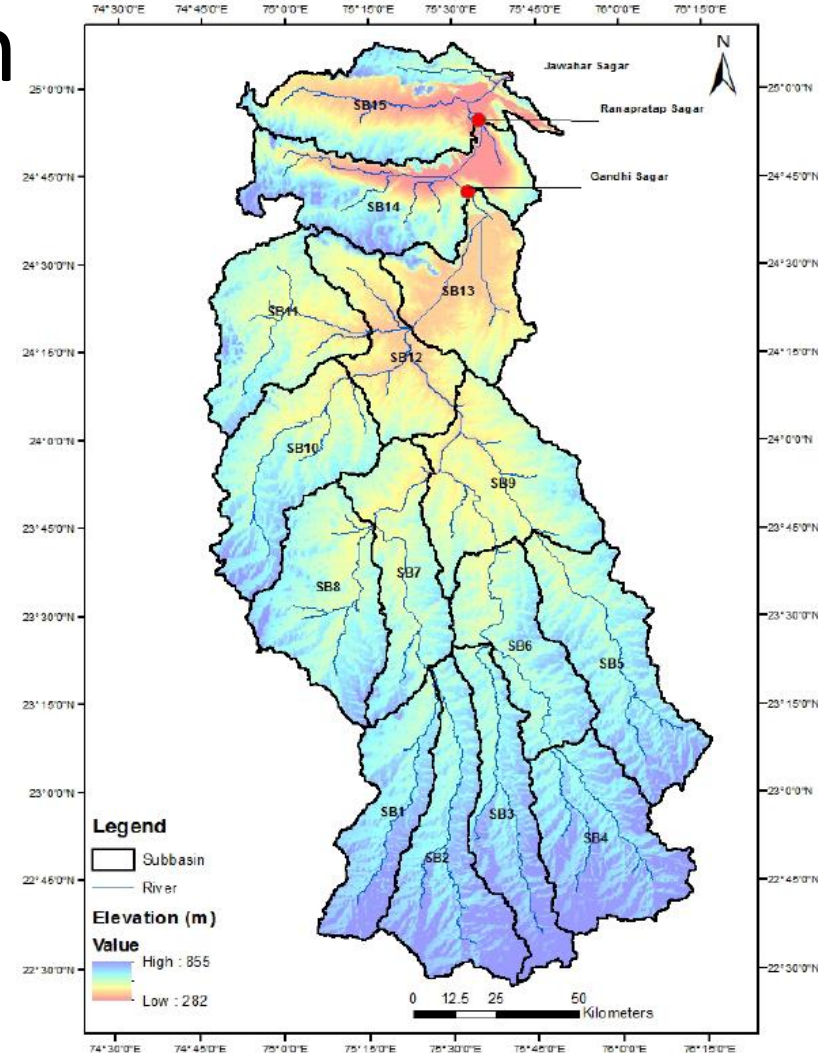 n
74°30'0"E 74°45'0"E 75°0'0"E 75°15'0"E 75°30'0"E 75°45'0"E 76°0'0"E 76°15'0"E
N
Jawahar Sagar
25°0'0"N 25°0'0"N
SB15
Ranapratap Sagar
24°45'0"N 24°45'0"N
Gandhi Sagar
SB14
24°30'0"N 24°30'0"N
SB13
SB11
24°15'0"N 24°15'0"N
SB12
24°0'0"N 24°0'0"N
SB10
SB9
23°45'0"N 23°45'0"N
SB7
SB8
23°30'0"N 23°30'0"N
SB6
SB5
23°15'0"N 23°15'0"N
23°0'0"N 23°0'0"N
SB1
SB3
SB4
SB2
22°45'0"N 22°45'0"N
22°30'0"N 22°30'0"N
Legend
Subbasin
River
Elevation (m)
Value
High : 855
Low : 282
0 12.5 25 50
Kilometers
74°30'0"E 74°45'0"E 75°0'0"E 75°15'0"E 75°30'0"E 75°45'0"E 76°0'0"E 76°15'0"E